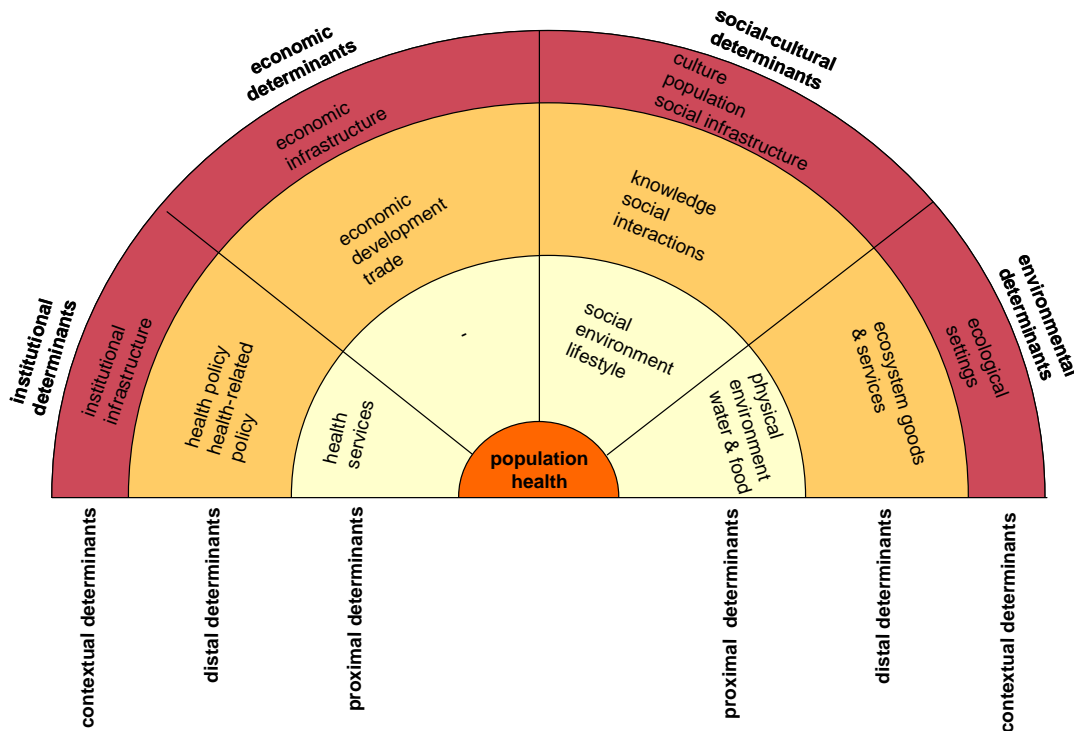 economic
determinants
social-cultural
determinants
institutional
determinants
environmental
determinants
economic
infrastructure
culture
population
social infrastructure
institutional
infrastructure
ecological
settings
economic
development
trade
knowledge
social
interactions
health policy
health-related
policy
ecosystem goods
& services
health
services
-
social
environment
lifestyle
physical
environment
water & food
population
health
contextual determinants
distal determinants
proximal determinants
proximal determinants
distal determinants
contextual determinants